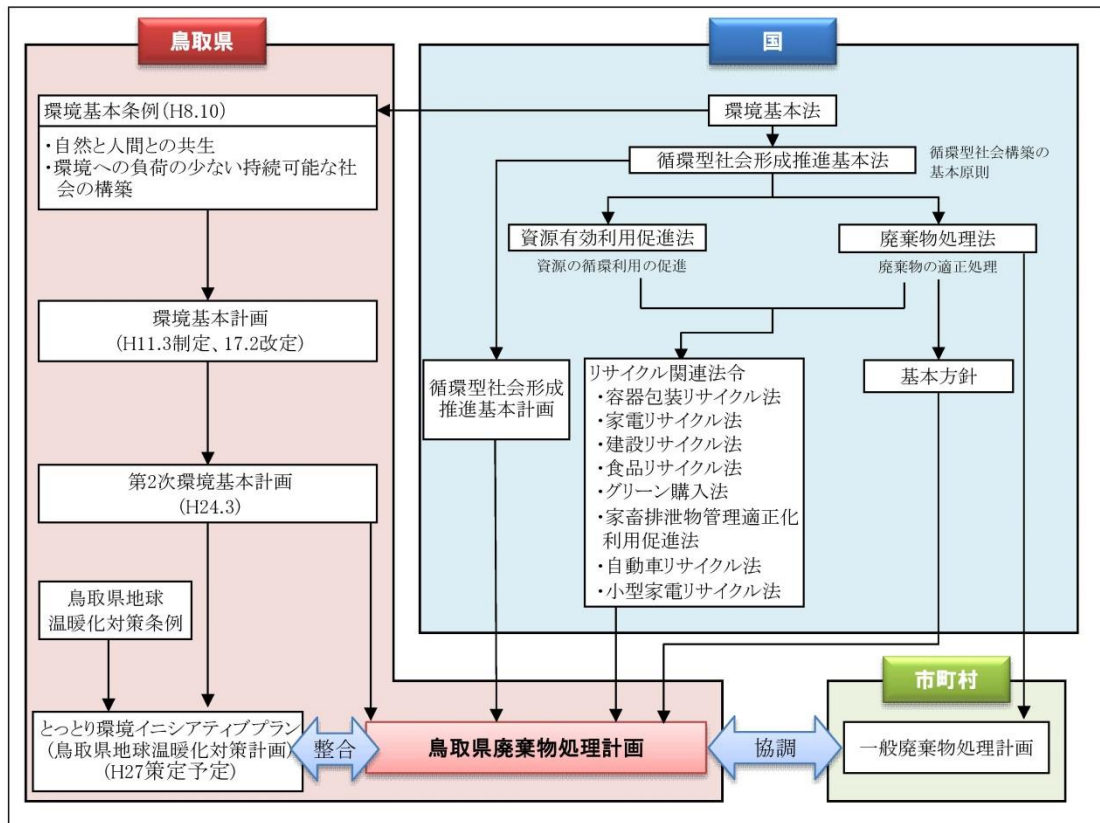 鳥取県
環境基本条例(H8.10)
・自然と人間との共生
・環境への負荷の少ない持続可能な社
会の構築
環境基本計画
(H11.3制定、17.2改定)
第2次環境基本計画
(H24.3)
鳥取県地球
温暖化対策条例
とっとり環境イニシアティブプラン
(鳥取県地球温暖化対策計画)
(H27策定予定)
整合
鳥取県廃棄物処理計画
国
環境基本法
循環型社会形成推進基本法
循環型社会構築の
基本原則
資源有効利用促進法
資源の循環利用の促進
廃棄物処理法
廃棄物の適正処理
循環型社会形成
推進基本計画
リサイクル関連法令
・容器包装リサイクル法
・家電リサイクル法
・建設リサイクル法
・食品リサイクル法
・グリーン購入法
・家畜排泄物管理適正化
利用促進法
・自動車リサイクル法
・小型家電リサイクル法
基本方針
協調
市町村
一般廃棄物処理計画